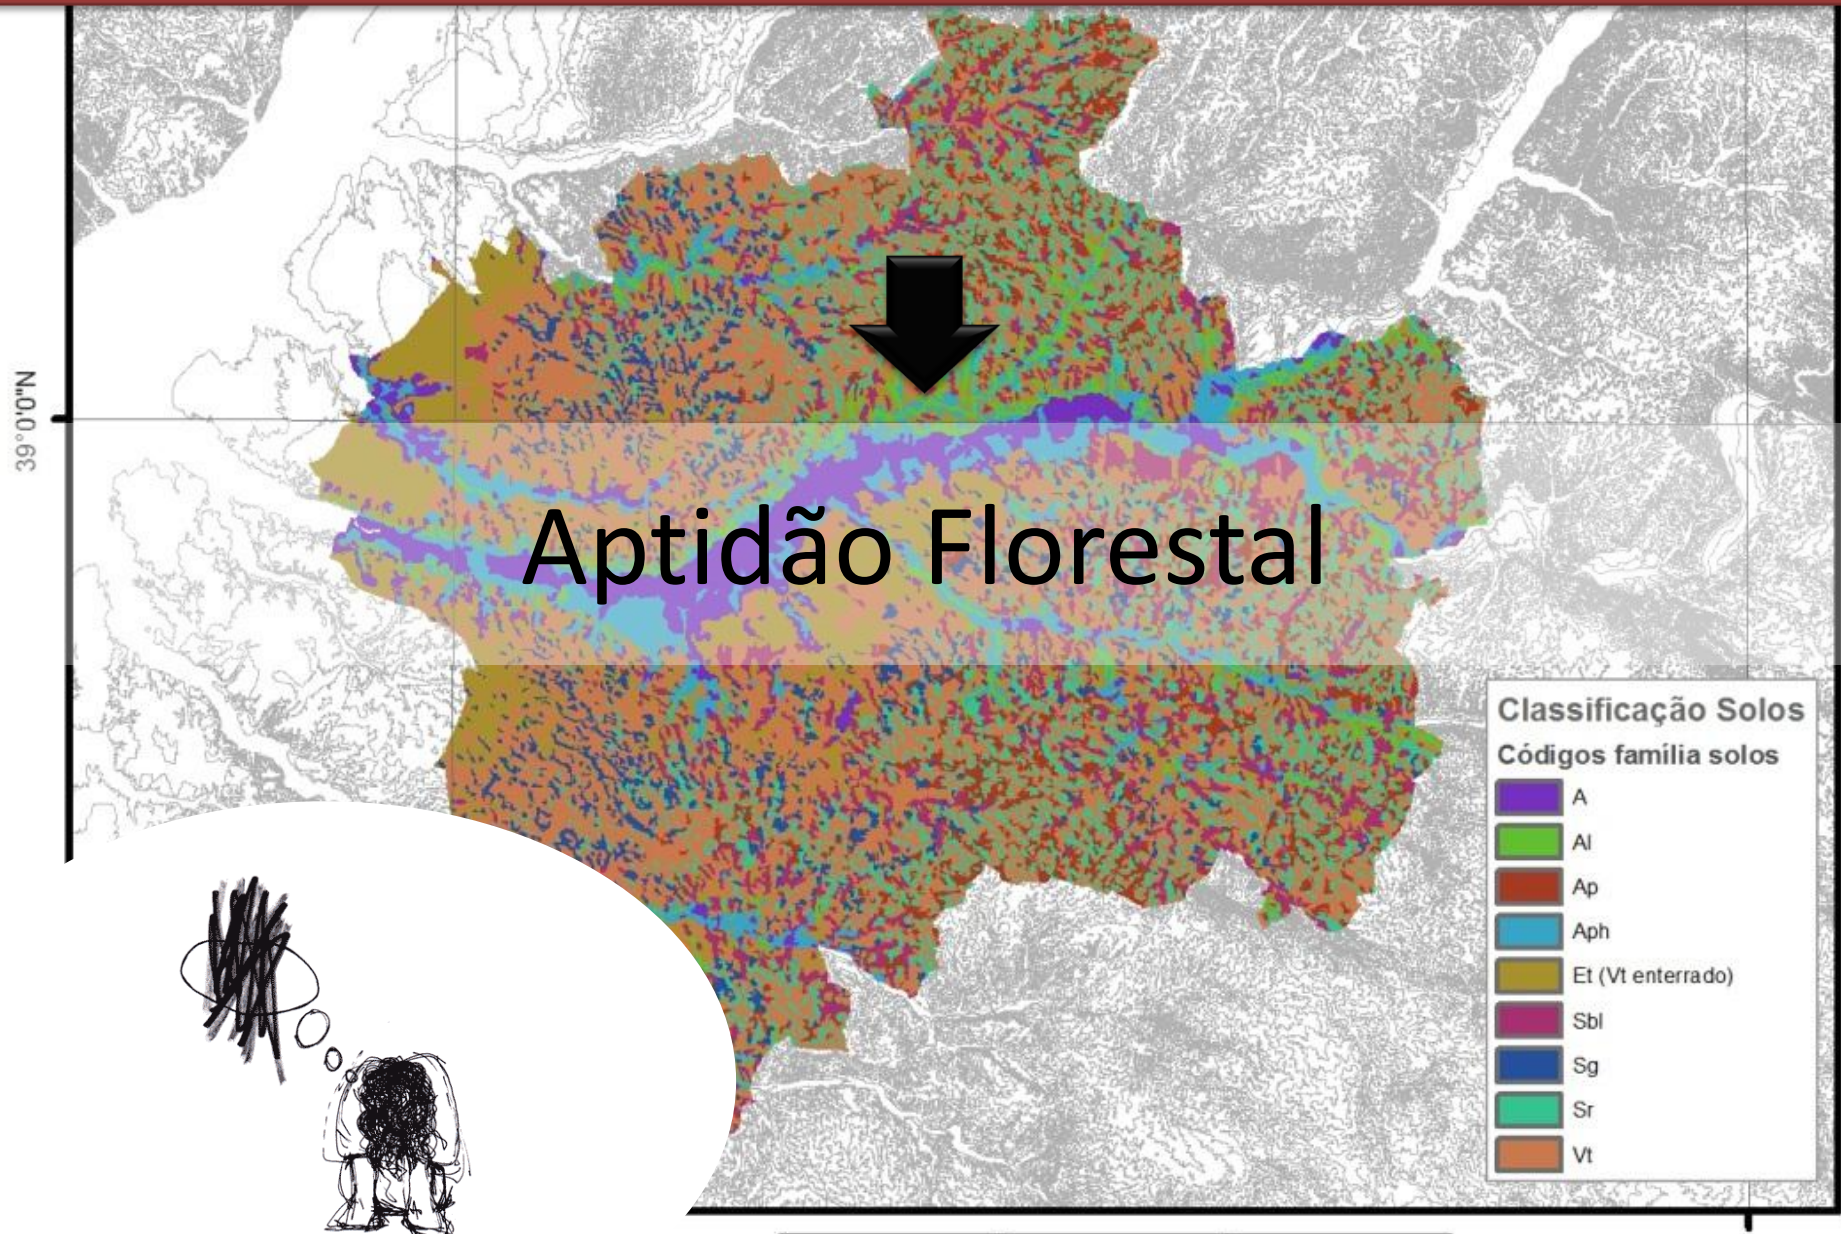 39°0'0"N
Aptidão Florestal
Classificação Solos
Códigos família solos
A
Al
Ap
Aph
Et (Vt enterrado)
Sbl
Sg
Sr
Vt